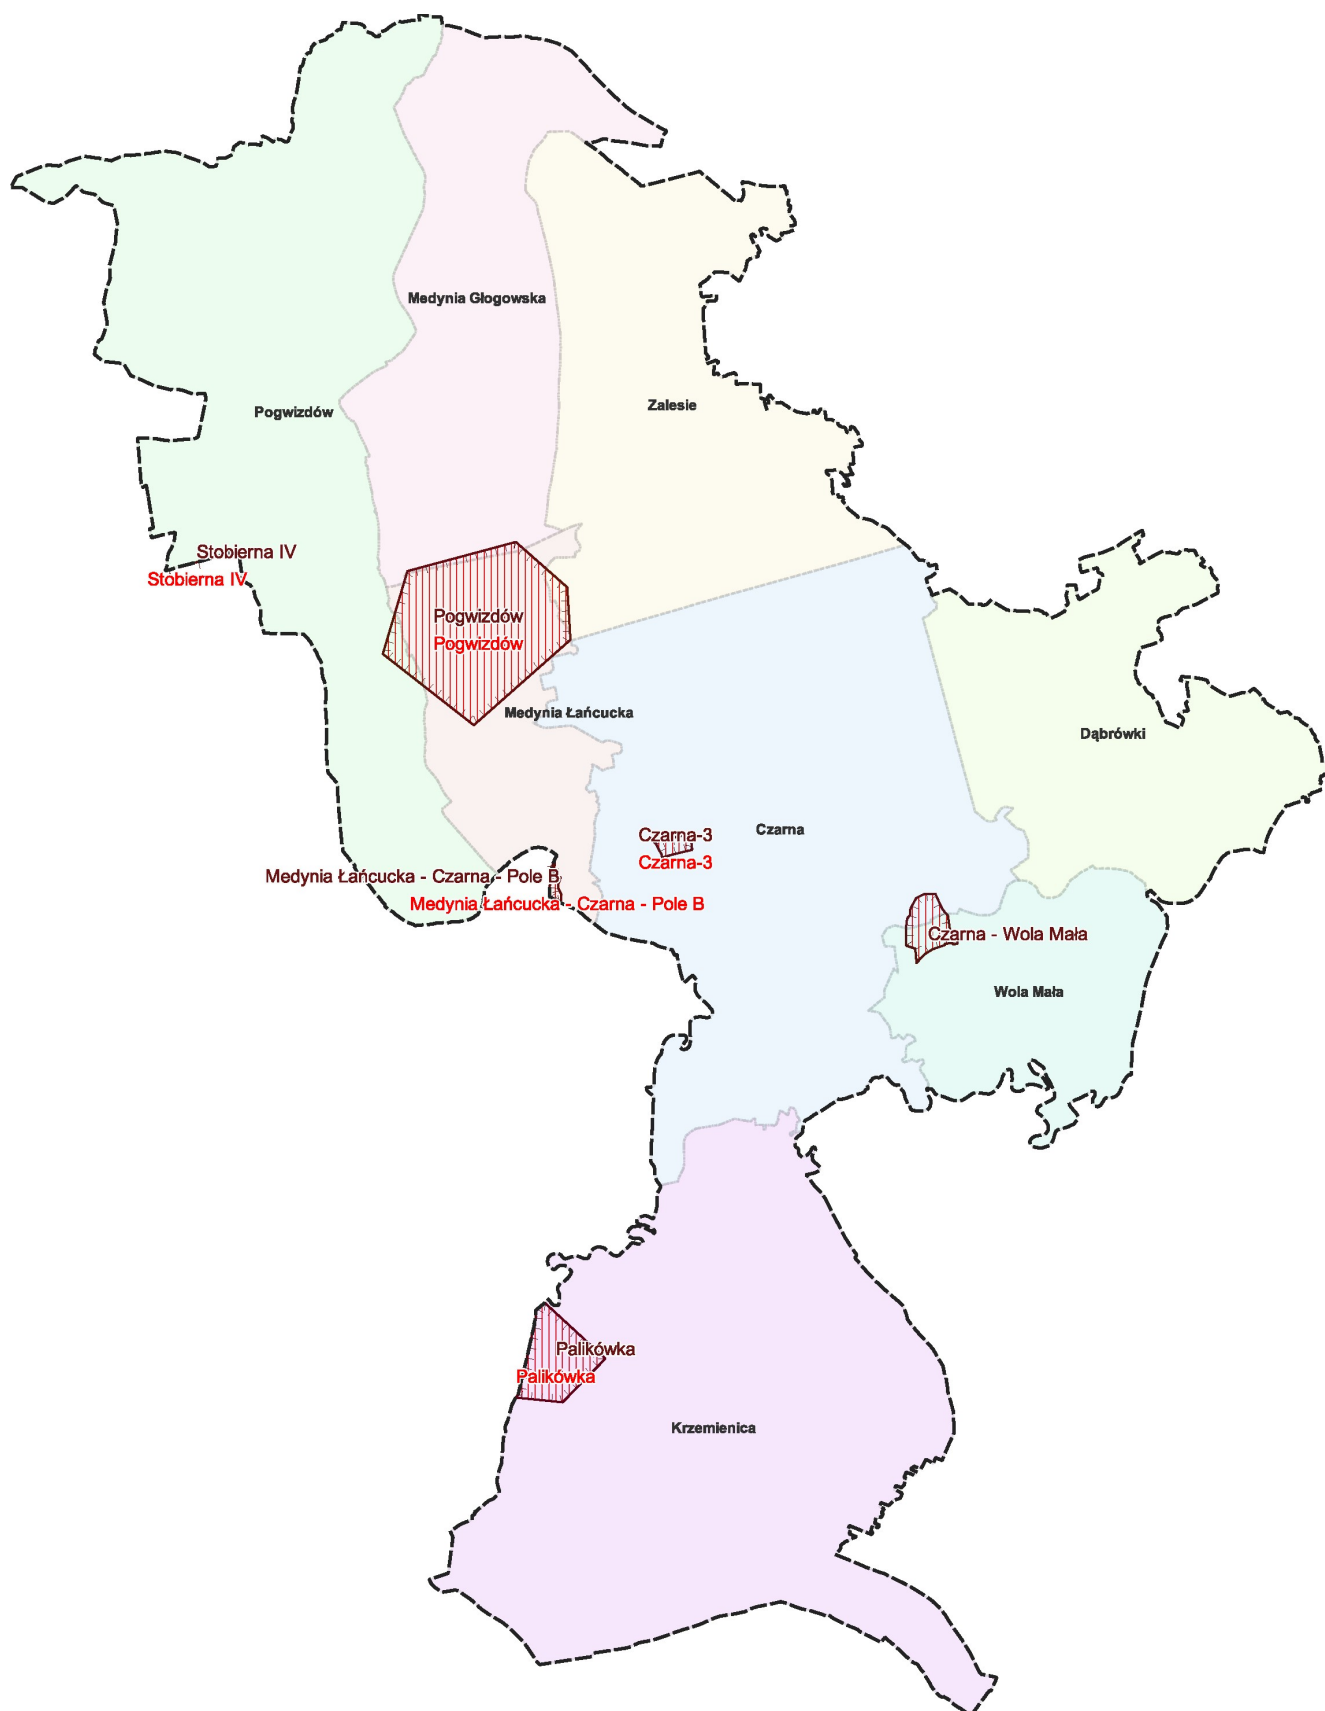 Medynia Głogowska
Zalesie
Pogwizdów
Stobierna IV
Stobierna IV
Pogwizdów
Pogwizdów
Medynia Łańcucka
Dąbrówki
Czarna
Czarna-3
Czarna-3
Medynia Łańcucka - Czarna - Pole B
Medynia Łańcucka - Czarna - Pole B
Czarna - Wola Mała
Wola Mała
Palikówka
Palikówka
Krzemienica